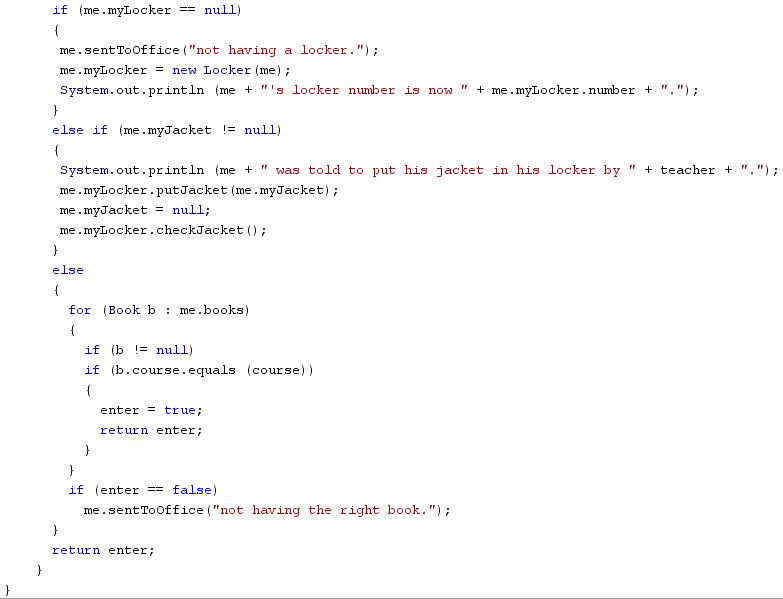 if (me.myLocker == null)
{
me.sentToOffice("not having a locker.");
me.myLocker = new Locker(me);
System.out.println (me + "'s locker number is now " + me.myLocker.number + ".");
}
else if (me.myJacket != null)
{
System.out.println (me + " was told to put his jacket in his locker by " + teacher + ".");
me.myLocker.putJacket(me.myJacket);
me.myJacket = null;
me.myLocker.checkJacket();
}
else
{
for (Book b : me.books)
{
if (b != null)
if (b.course.equals (course))
{
enter = true;
return enter;
}
}
if (enter == false)
me.sentToOffice("not having the right book.");
}
return enter;
}
}